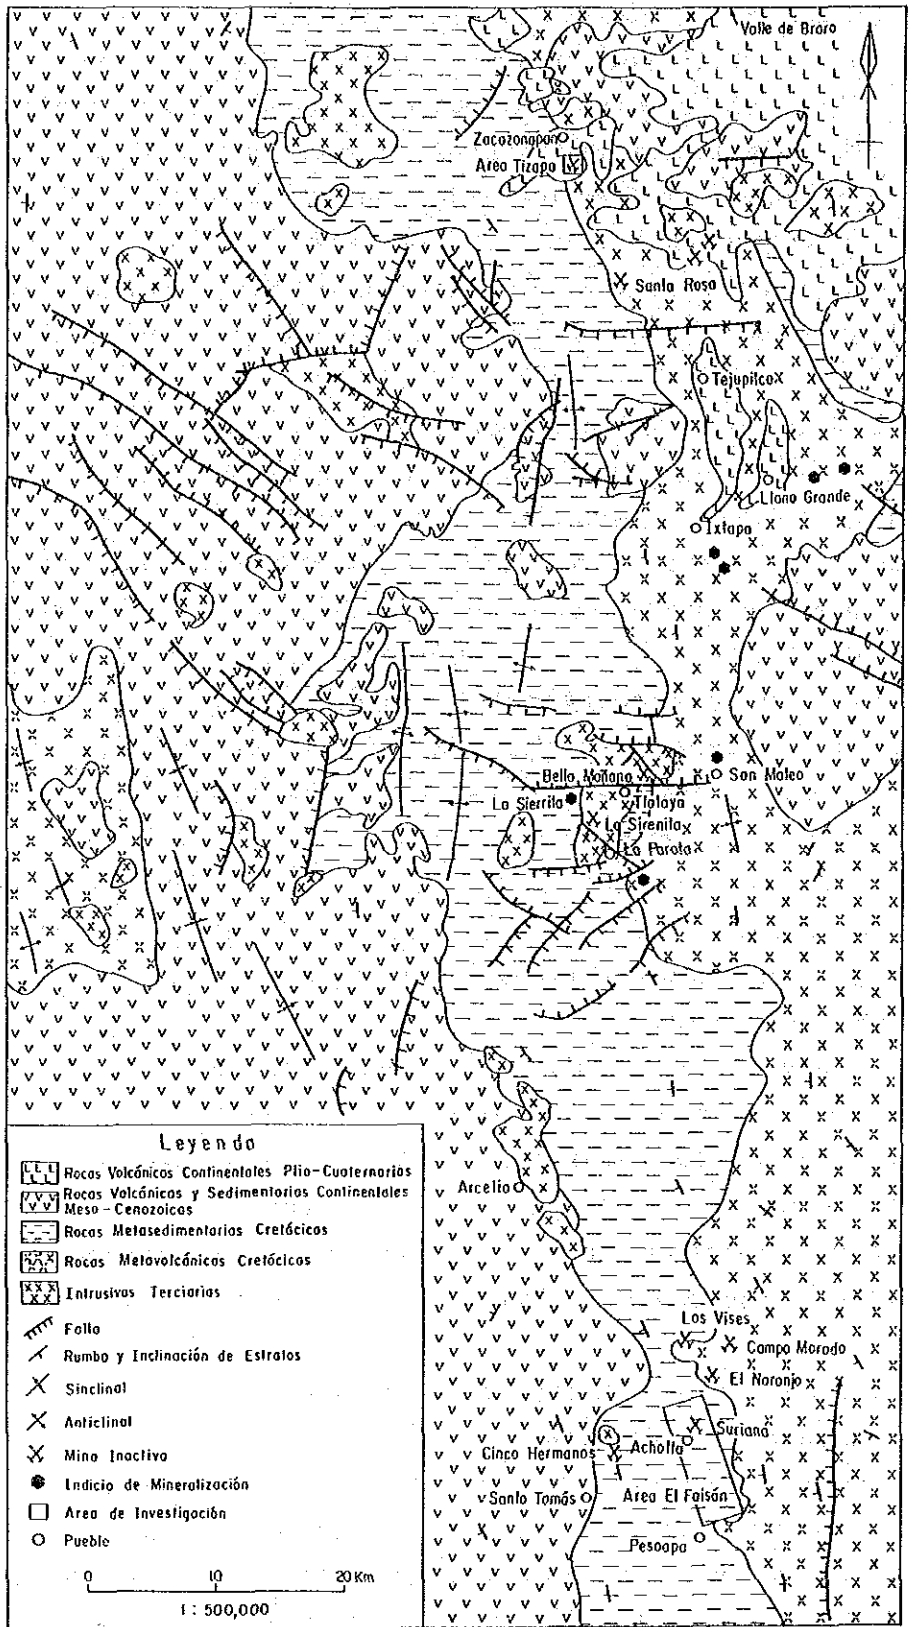 Valle de Bravo
Zacazonapan
Area Tizapa
Santa Rosa
Tejupilco
Llano Grande
Ixtapa
Bella Mañana
San Mateo
La Sierrita
Tlatlaya
La Sirenita
La Parota
Leyenda
Rocas Volcánicas Continentales Plio-Cuaternarias
Rocas Volcánicas y Sedimentarias Continentales
Meso-Cenozoicas
Rocas Metasedimentarias Cretácicas
Rocas Metavolcánicas Cretácicas
Intrusivas Terciarias
Falla
Rumbo y Inclinación de Estratos
Sinclinal
Anticlinal
Mina Inactiva
Indicio de Mineralización
Area de Investigación
Pueblo
0 10 20 Km
1 : 500,000
Arcelia
Los Vises
Campo Morado
El Naranjo
Suriana
Cinco Hermanos
Acholla
Santo Tomás
Area El Faisán
Pesoapa